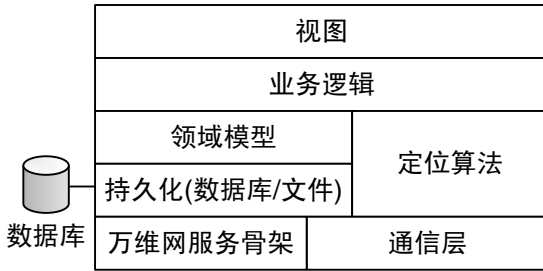 视图
业务逻辑
领域模型
定位算法
持久化(数据库/文件)
数据库
万维网服务骨架
通信层